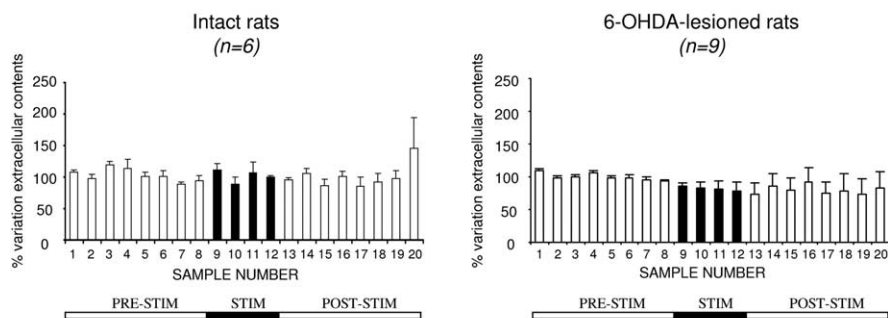 Intact rats
(n=6)
% variation extracellular contents
250
200
150
100
50
0
1 2 3 4 5 6 7 8 9 10 11 12 13 14 15 16 17 18 19 20
SAMPLE NUMBER
PRE-STIM STIM POST-STIM
6-OHDA-lesioned rats
(n=9)
% variation extracellular contents
250
200
150
100
50
0
1 2 3 4 5 6 7 8 9 10 11 12 13 14 15 16 17 18 19 20
SAMPLE NUMBER
PRE-STIM STIM POST-STIM